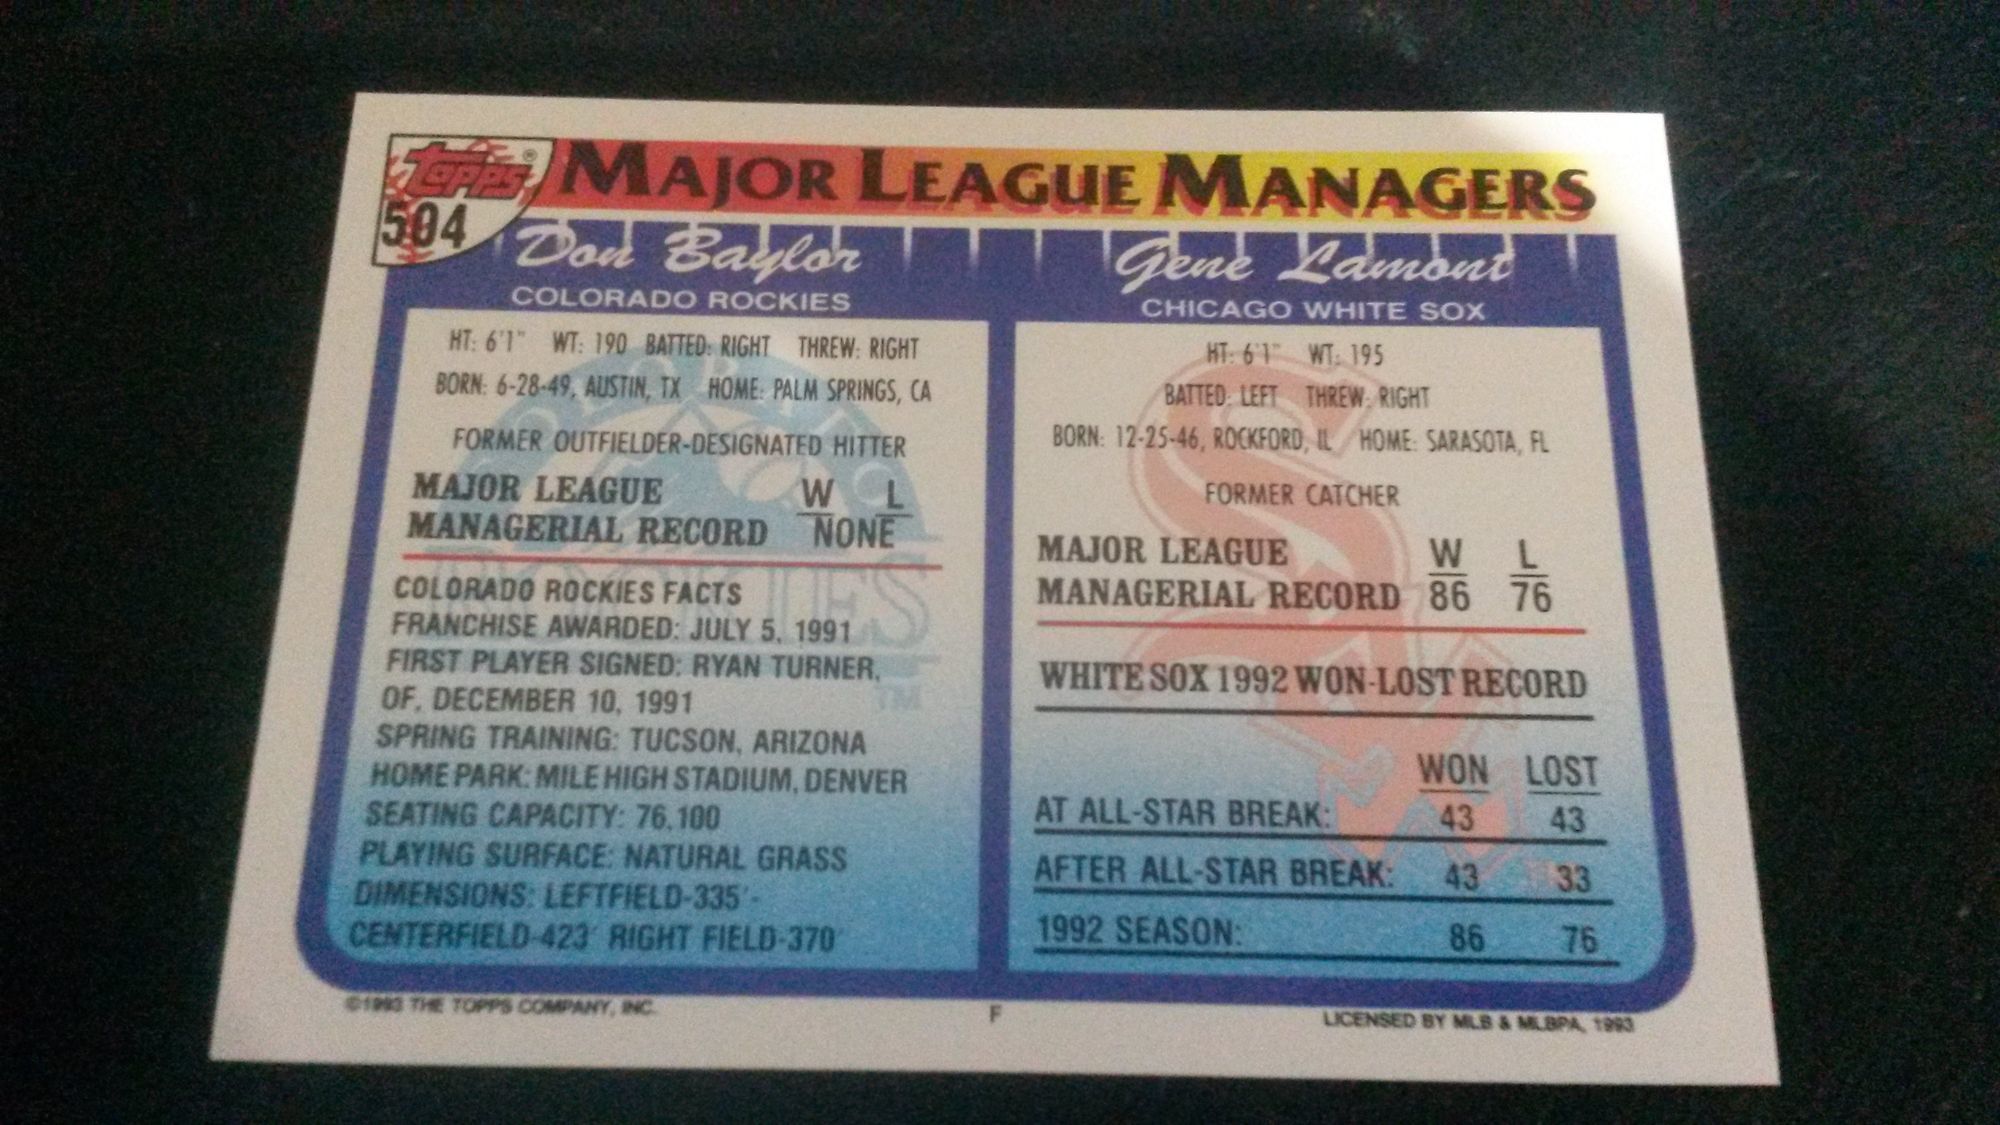 topps®
504
MAJOR LEAGUE MANAGERS
Don Baylor
COLORADO ROCKIES
HT: 6'1" WT: 190 BATTED: RIGHT THREW: RIGHT
BORN: 6-28-49, AUSTIN, TX HOME: PALM SPRINGS, CA
FORMER OUTFIELDER-DESIGNATED HITTER
MAJOR LEAGUE W L
MANAGERIAL RECORD NONE
COLORADO ROCKIES FACTS
FRANCHISE AWARDED: JULY 5, 1991
FIRST PLAYER SIGNED: RYAN TURNER,
OF, DECEMBER 10, 1991
SPRING TRAINING: TUCSON, ARIZONA
HOME PARK: MILE HIGH STADIUM, DENVER
SEATING CAPACITY: 76,100
PLAYING SURFACE: NATURAL GRASS
DIMENSIONS: LEFTFIELD-335'-
CENTERFIELD-423' RIGHT FIELD-370'
COLORADO
ROCKIES
TM
Gene Lamont
CHICAGO WHITE SOX
HT: 6'1" WT: 195
BATTED: LEFT THREW: RIGHT
BORN: 12-25-46, ROCKFORD, IL HOME: SARASOTA, FL
FORMER CATCHER
MAJOR LEAGUE W L
MANAGERIAL RECORD 86 76
WHITE SOX 1992 WON-LOST RECORD
WON LOST
AT ALL-STAR BREAK: 43 43
AFTER ALL-STAR BREAK: 43 33
1992 SEASON: 86 76
Sox
©1993 THE TOPPS COMPANY, INC.
F
LICENSED BY MLB & MLBPA, 1993